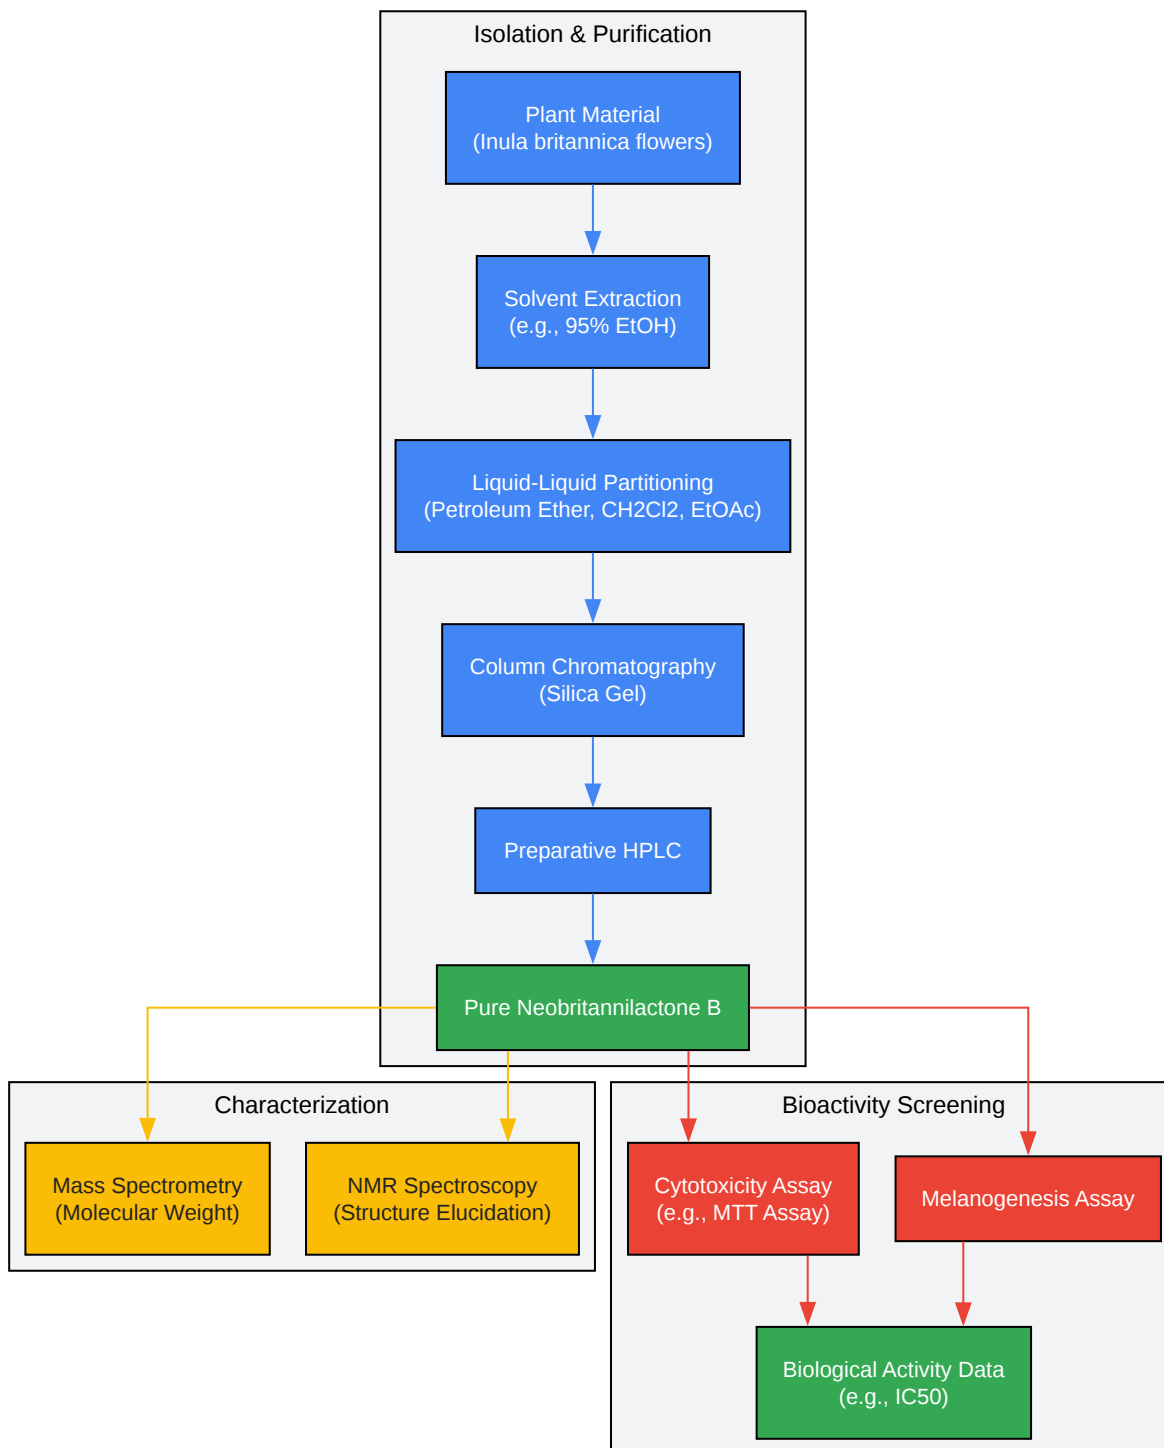 Isolation & Purification
Plant Material
(Inula britannica flowers)
Solvent Extraction
(e.g., 95% EtOH)
Liquid-Liquid Partitioning
(Petroleum Ether, CH2Cl2, EtOAc)
Column Chromatography
(Silica Gel)
Preparative HPLC
Pure Neobritannilactone B
Characterization
Mass Spectrometry
(Molecular Weight)
NMR Spectroscopy
(Structure Elucidation)
Bioactivity Screening
Cytotoxicity Assay
(e.g., MTT Assay)
Melanogenesis Assay
Biological Activity Data
(e.g., IC50)